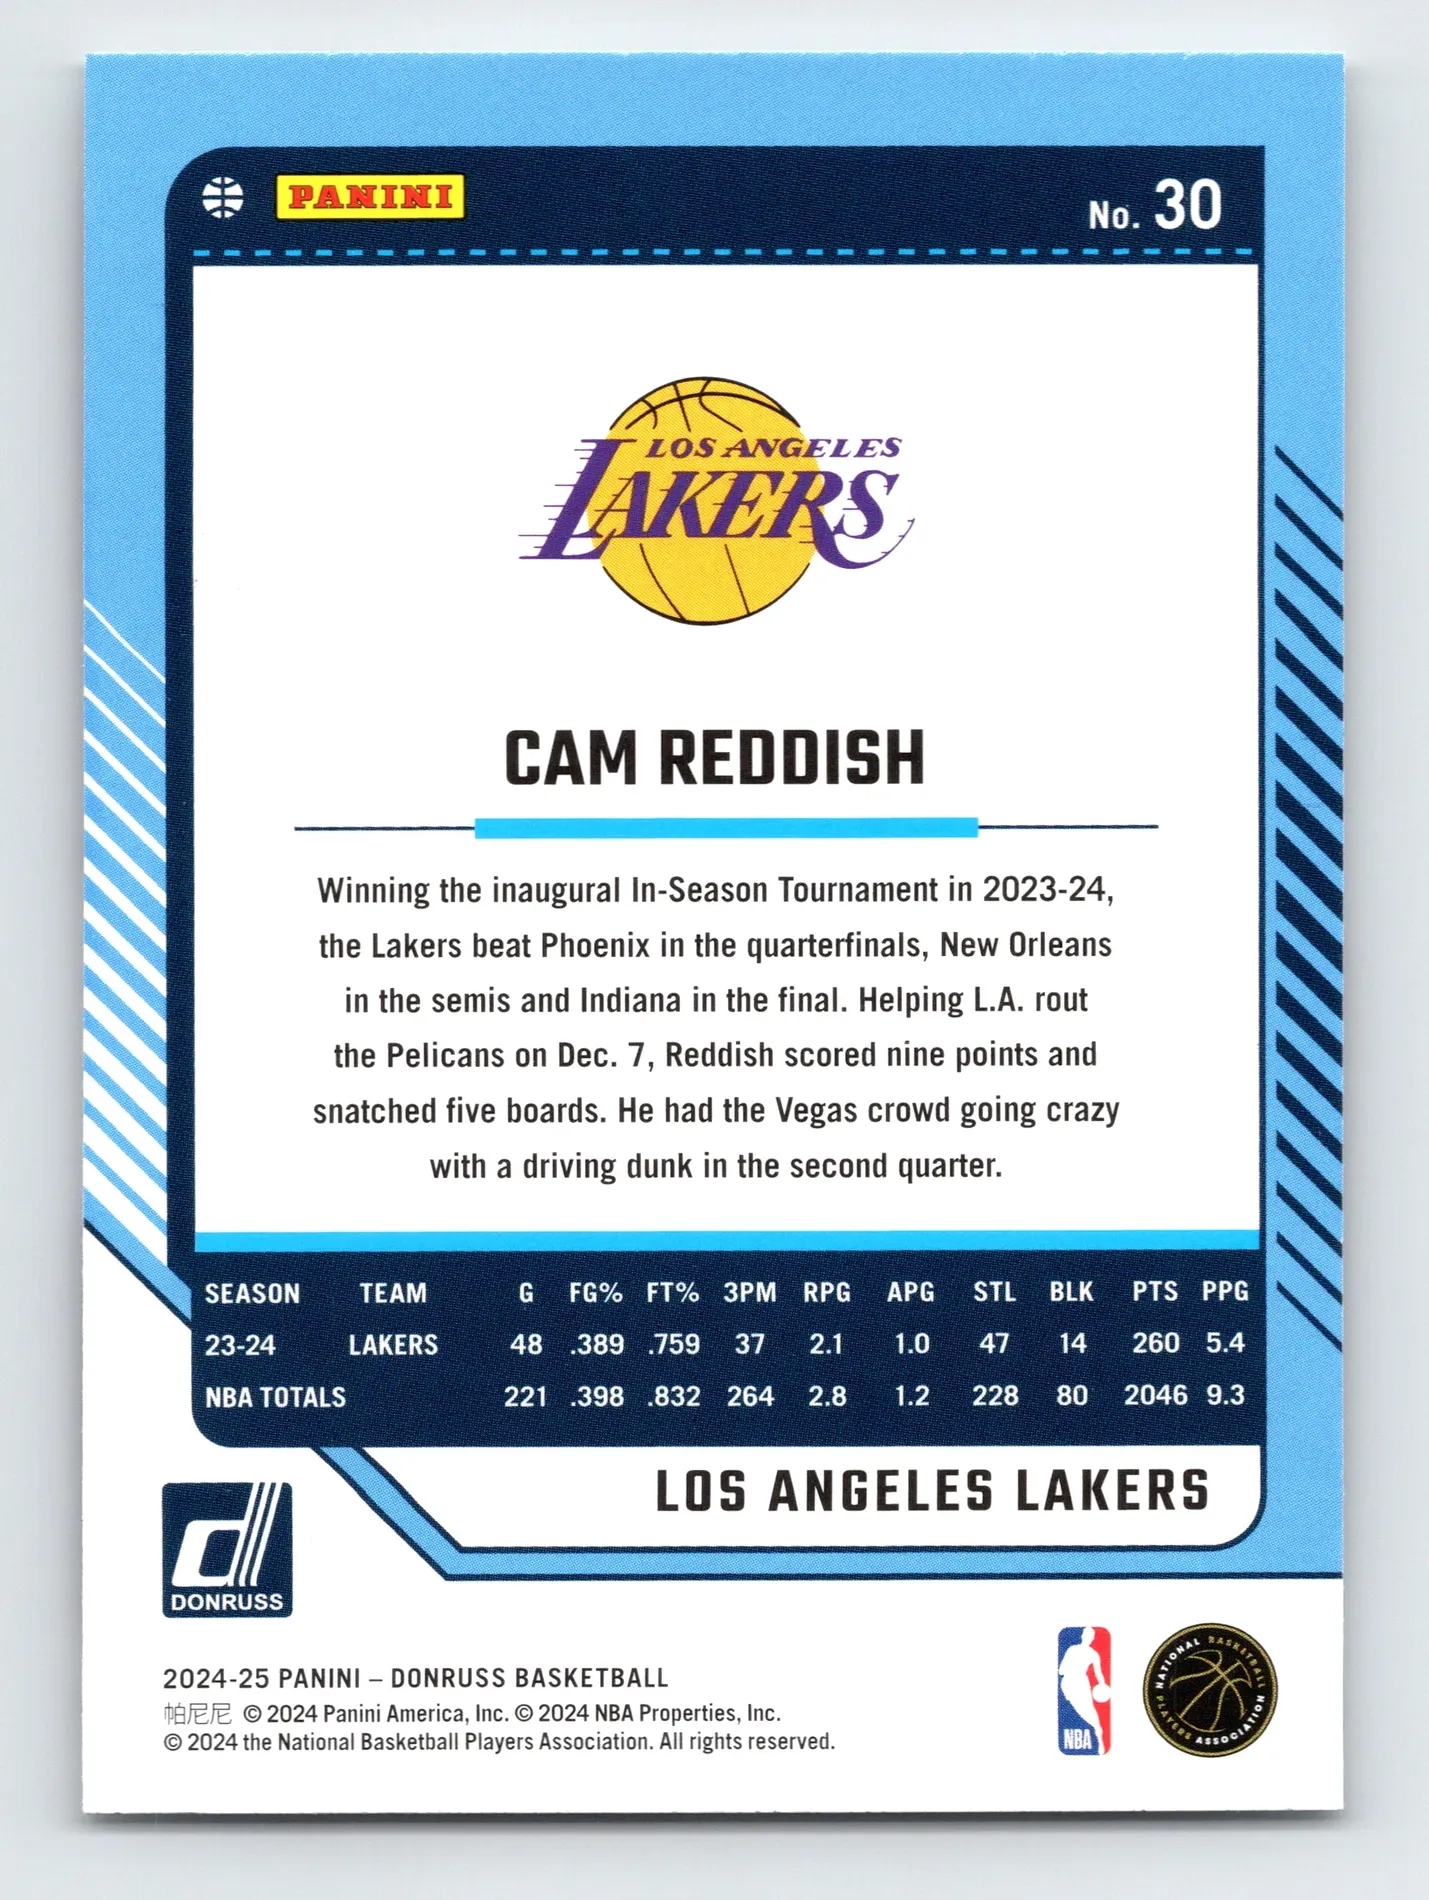 PANINI
No. 30
LOS ANGELES
LAKERS
CAM REDDISH
Winning the inaugural In-Season Tournament in 2023-24,
the Lakers beat Phoenix in the quarterfinals, New Orleans
in the semis and Indiana in the final. Helping L.A. rout
the Pelicans on Dec. 7, Reddish scored nine points and
snatched five boards. He had the Vegas crowd going crazy
with a driving dunk in the second quarter.
SEASON TEAM G FG% FT% 3PM RPG APG STL BLK PTS PPG
23-24 LAKERS 48 .389 .759 37 2.1 1.0 47 14 260 5.4
NBA TOTALS 221 .398 .832 264 2.8 1.2 228 80 2046 9.3
LOS ANGELES LAKERS
d
DONRUSS
2024-25 PANINI – DONRUSS BASKETBALL
帕尼尼 © 2024 Panini America, Inc. © 2024 NBA Properties, Inc.
© 2024 the National Basketball Players Association. All rights reserved.
NBA
NATIONAL BASKETBALL PLAYERS ASSOCIATION